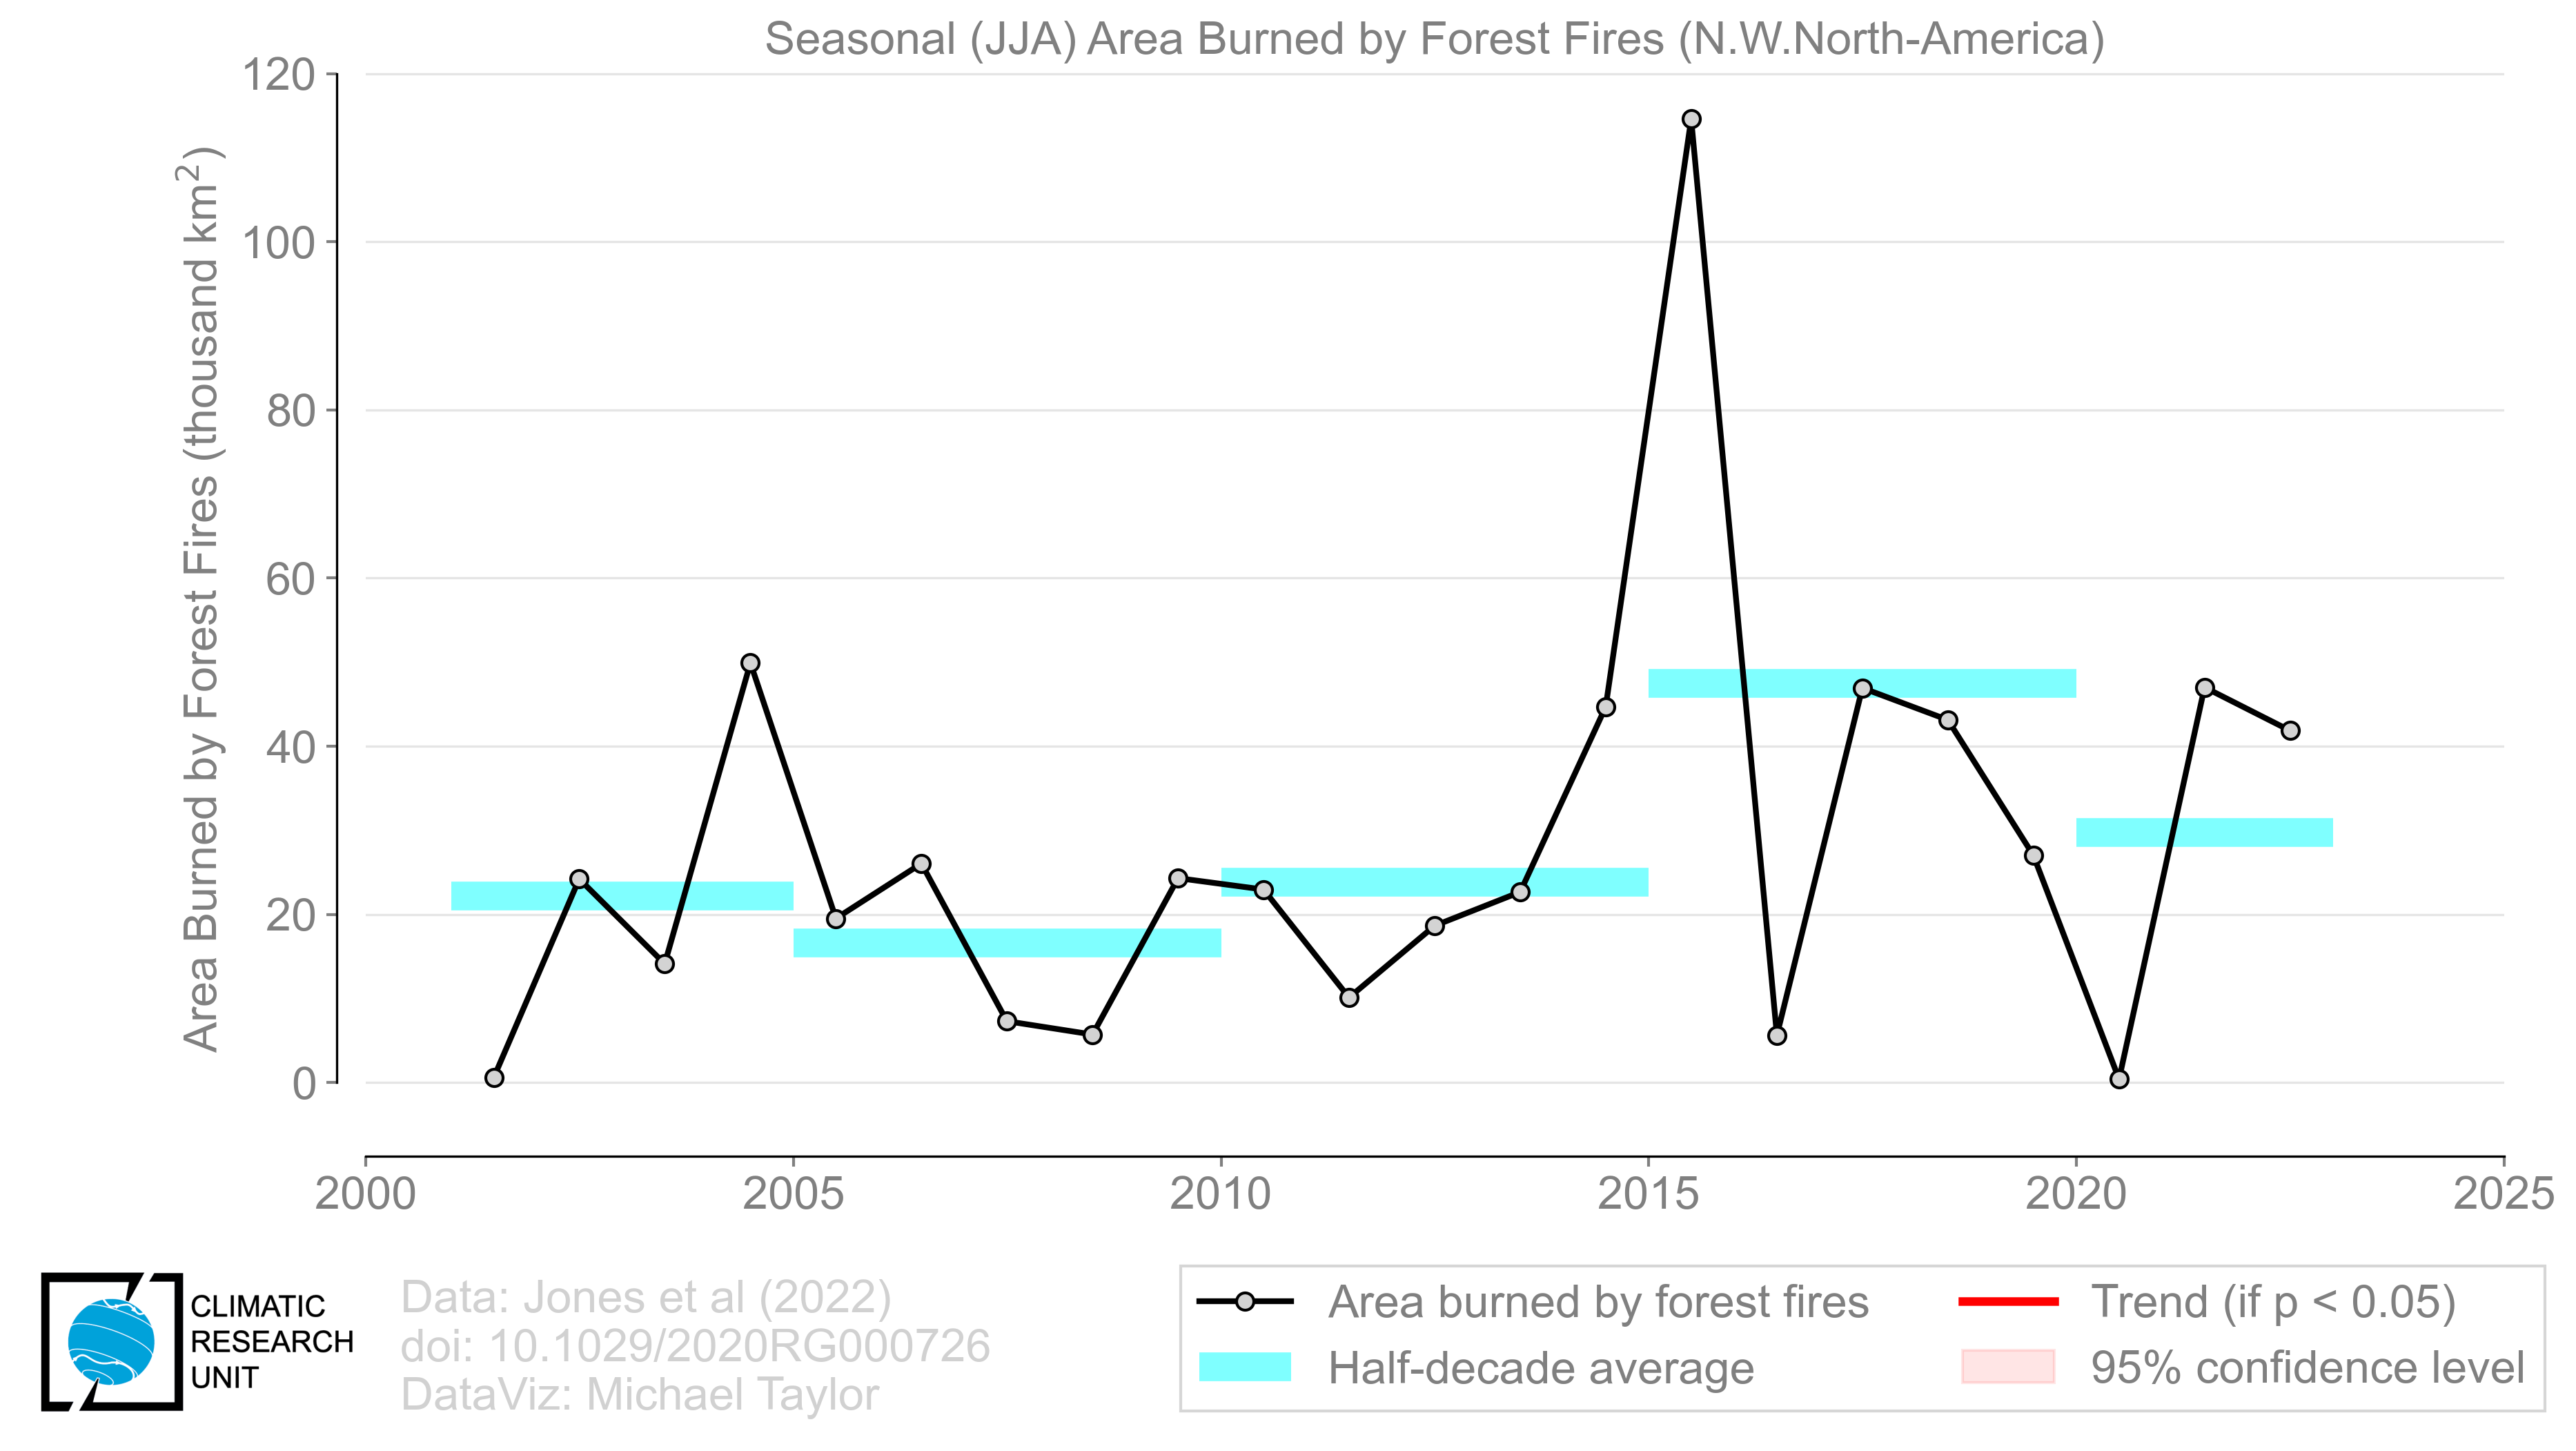 Seasonal (JJA) Area Burned by Forest Fires (N.W.North-America)
Area Burned by Forest Fires (thousand km²)
120
100
80
60
40
20
0
2000 2005 2010 2015 2020 2025
CLIMATIC
RESEARCH
UNIT
Data: Jones et al (2022)
doi: 10.1029/2020RG000726
DataViz: Michael Taylor
Area burned by forest fires
Half-decade average
Trend (if p < 0.05)
95% confidence level